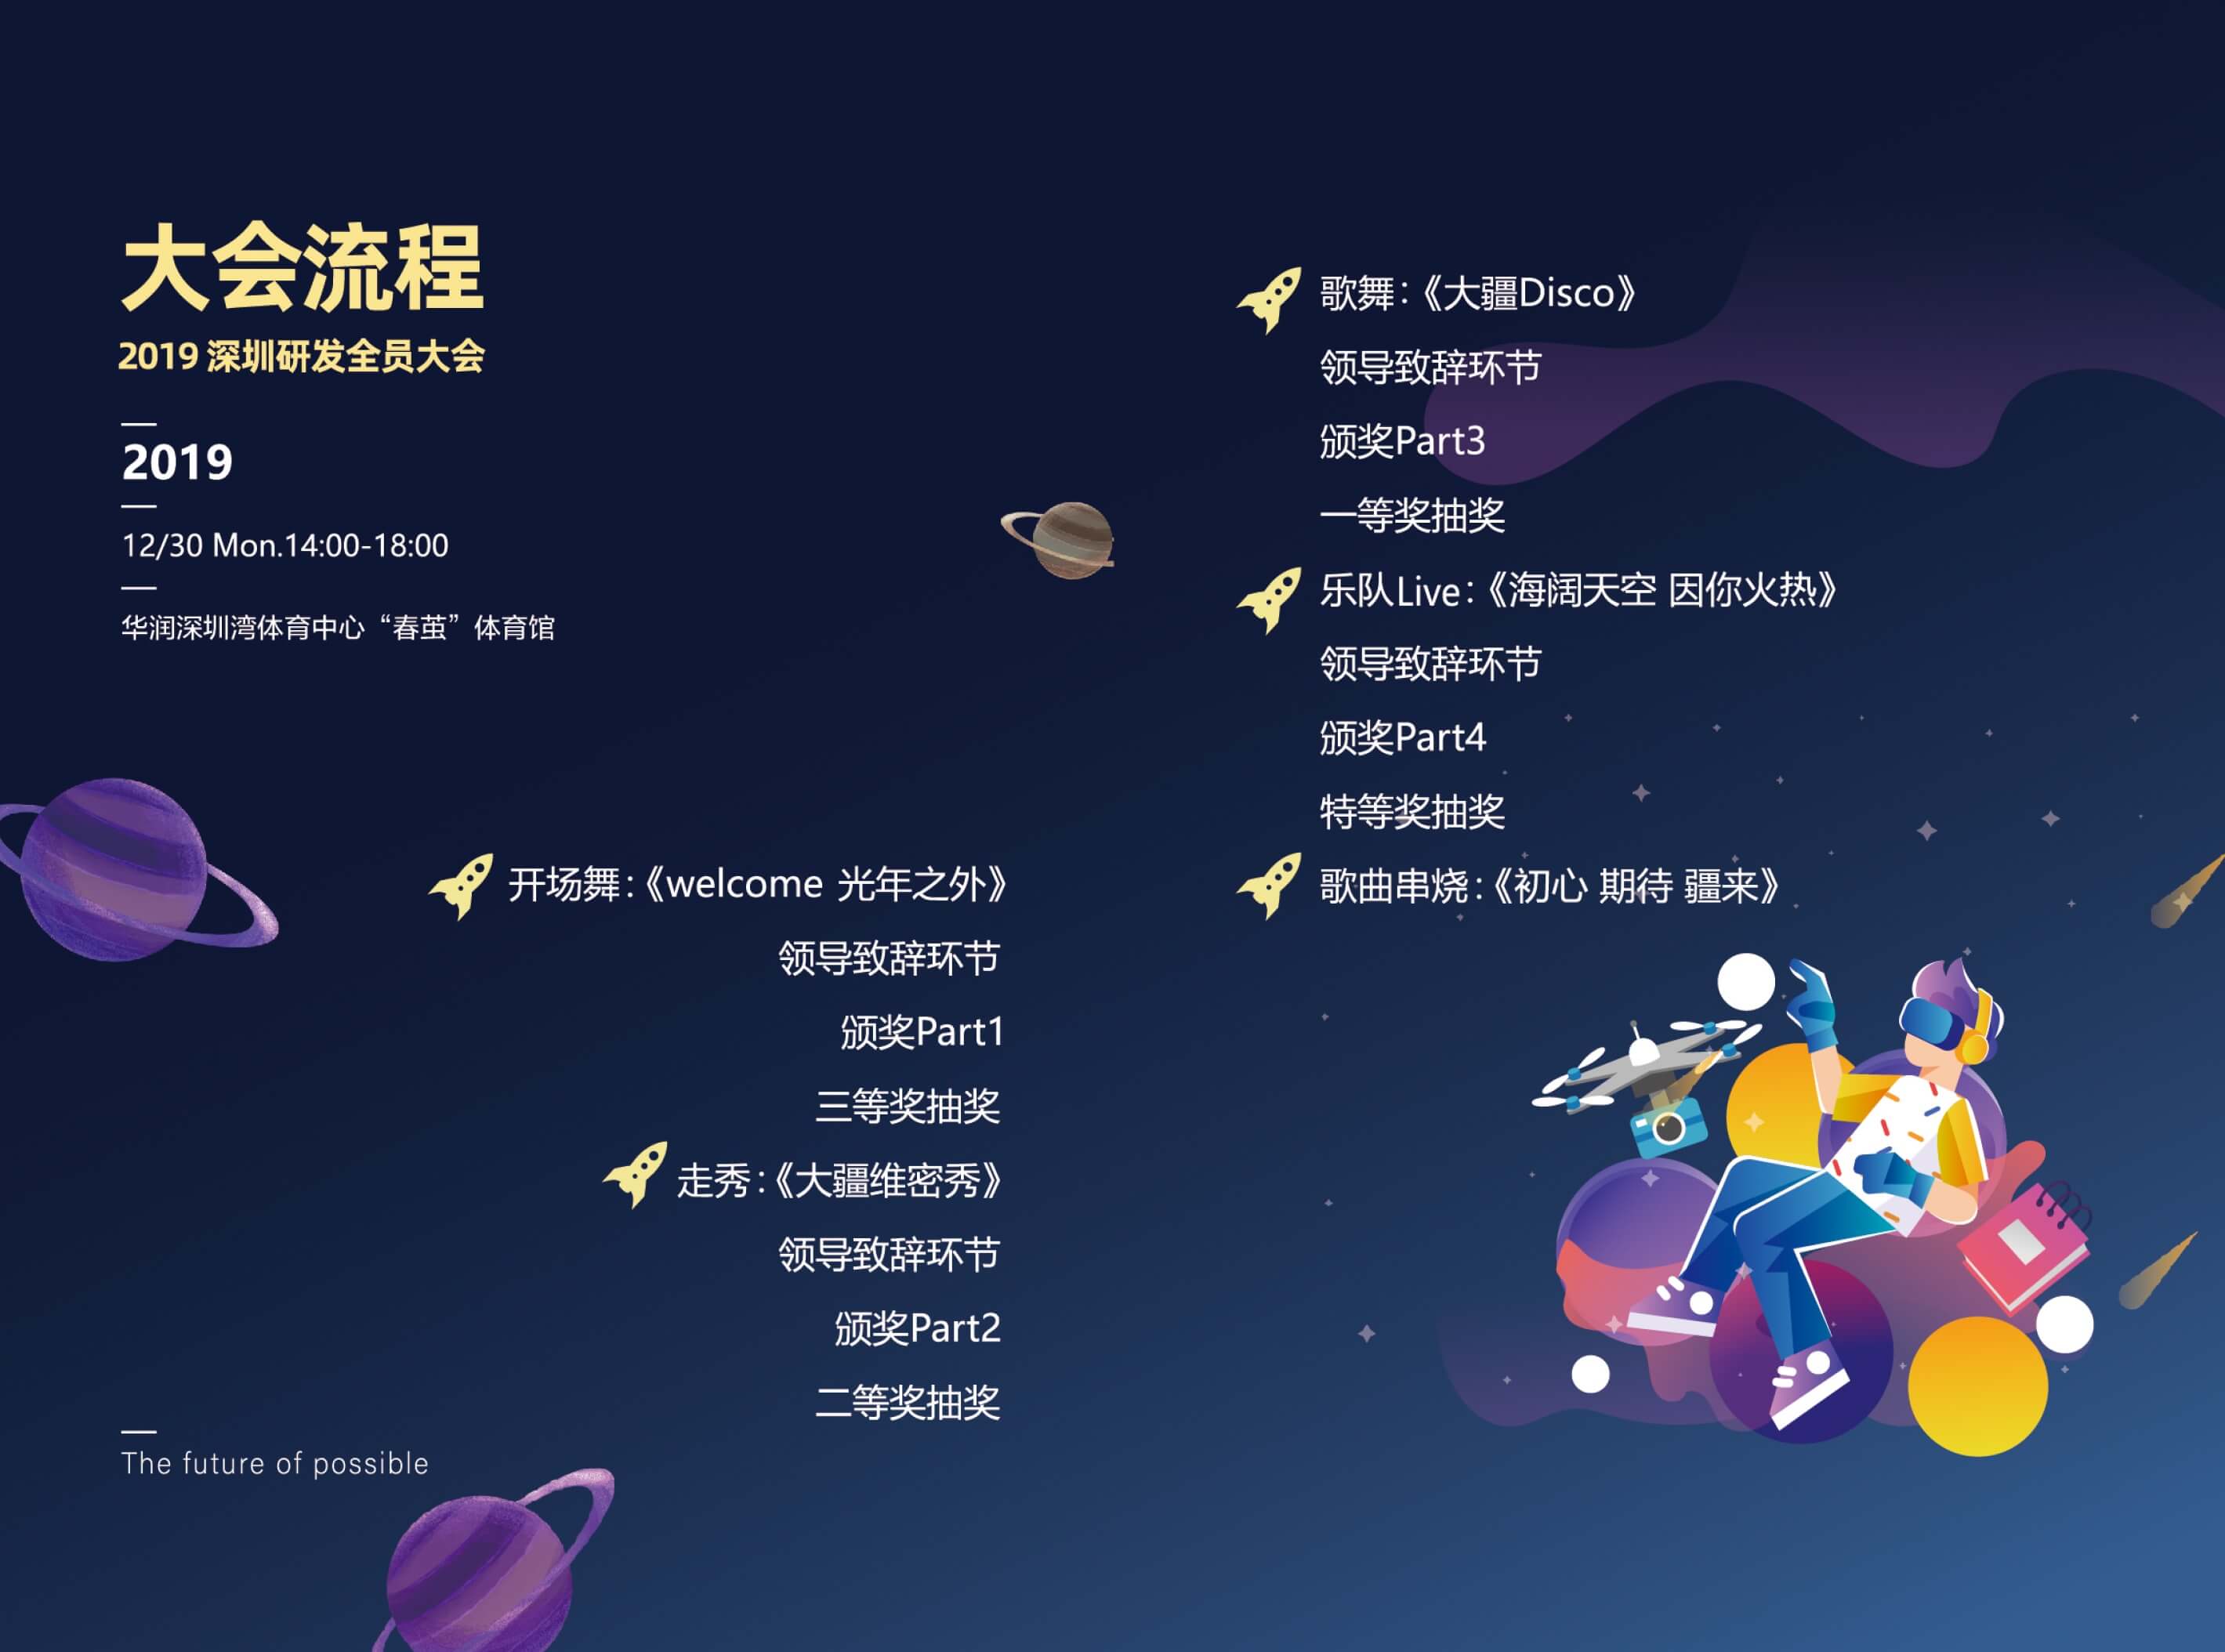 大会流程
2019 深圳研发全员大会
2019
12/30 Mon.14:00-18:00
华润深圳湾体育中心“春茧”体育馆
开场舞：《welcome 光年之外》
领导致辞环节
颁奖Part1
三等奖抽奖
走秀：《大疆维密秀》
领导致辞环节
颁奖Part2
二等奖抽奖
The future of possible
歌舞：《大疆Disco》
领导致辞环节
颁奖Part3
一等奖抽奖
乐队Live：《海阔天空 因你火热》
领导致辞环节
颁奖Part4
特等奖抽奖
歌曲串烧：《初心 期待 疆来》